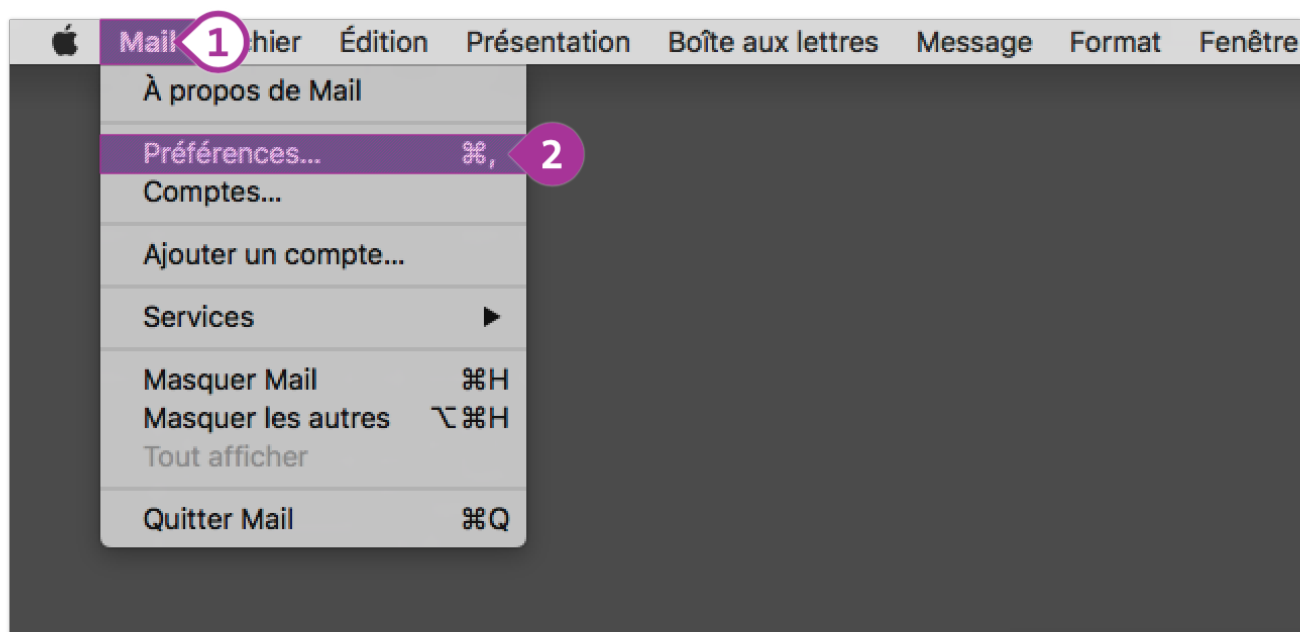 Mail 1 hier Édition Présentation Boîte aux lettres Message Format Fenêtre
À propos de Mail
Préférences... ⌘, 2
Comptes...
Ajouter un compte...
Services ▶
Masquer Mail ⌘H
Masquer les autres ⌥⌘H
Tout afficher
Quitter Mail ⌘Q